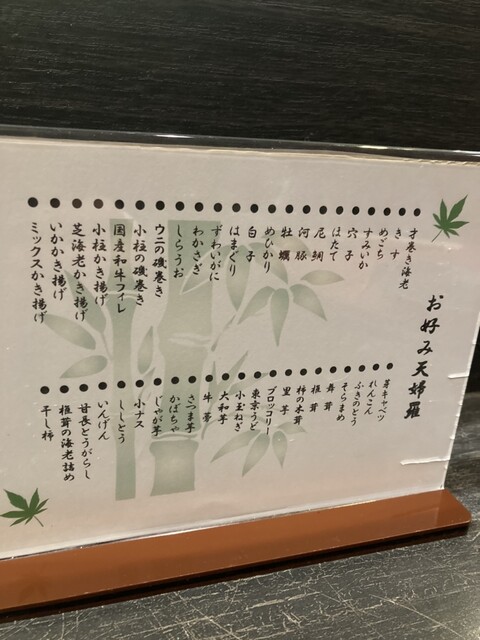 お好み天婦羅
才巻き海老
きす
めごち
すみいか
穴子
ほたて
尼鯛
河豚
牡蠣
めひかり
白子
はまぐり
ずわいがに
わかさぎ
しらうお
ウニの磯巻き
小柱の磯巻き
国産和牛フィレ
小柱かき揚げ
芝海老かき揚げ
いかかき揚げ
ミックスかき揚げ
芽キャベツ
れんこん
ふきのとう
そらまめ
舞茸
椎茸
柿の木茸
里芋
ブロッコリー
東京うど
小玉ねぎ
大和芋
牛蒡
さつま芋
かぼちゃ
じゃが芋
小ナス
ししとう
いんげん
甘長とうがらし
椎茸の海老詰め
干し柿